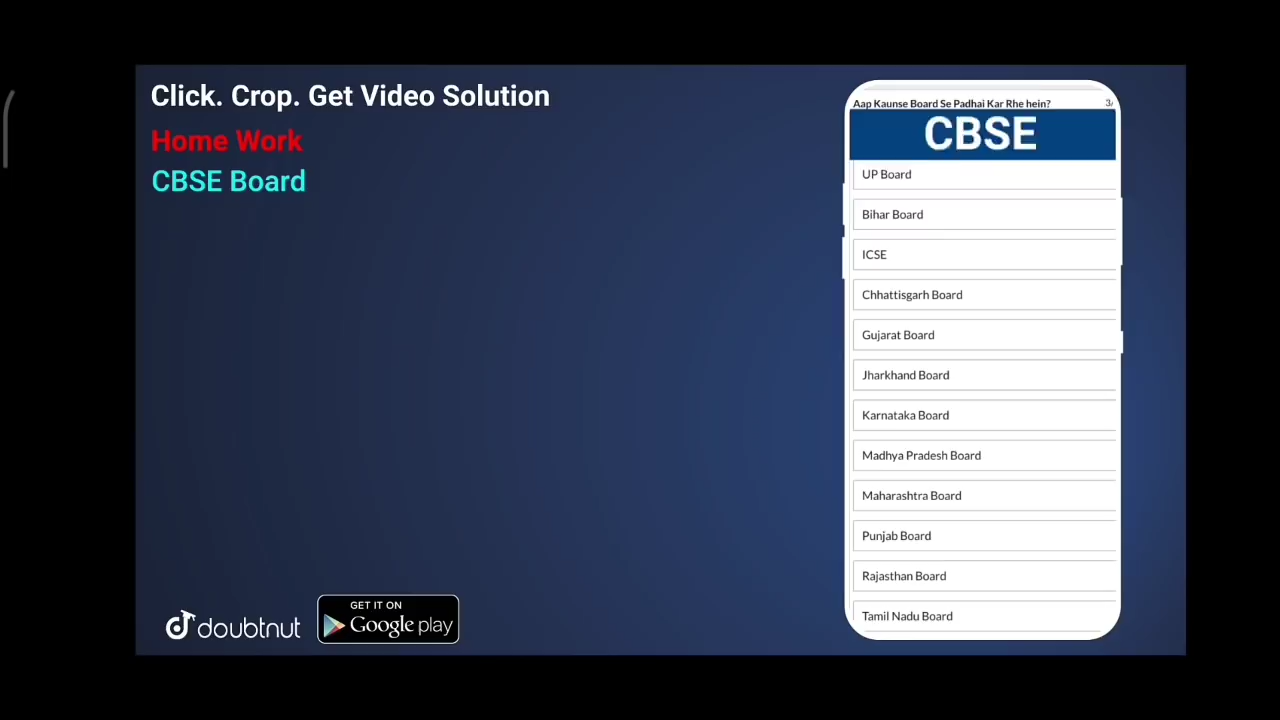 Click. Crop. Get Video Solution
Home Work
CBSE Board
doubtnut
GET IT ON
Google play
Aap Kaunse Board Se Padhai Kar Rhe hein? 3/
CBSE
UP Board
Bihar Board
ICSE
Chhattisgarh Board
Gujarat Board
Jharkhand Board
Karnataka Board
Madhya Pradesh Board
Maharashtra Board
Punjab Board
Rajasthan Board
Tamil Nadu Board